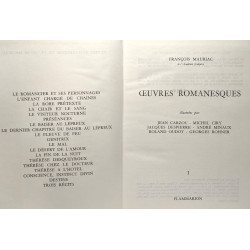 LE ROMANCIER ET SES PERSONNAGES
L'ENFANT CHARGÉ DE CHAINES
LA ROBE PRÉTEXTE
LA CHAIR ET LE SANG
LE VISITEUR NOCTURNE
PRÉSÉANCES
LE BAISER AU LÉPREUX
LE DERNIER CHAPITRE DU BAISER AU LÉPREUX
LE FLEUVE DE FEU
GENITRIX
LE MAL
LE DÉSERT DE L'AMOUR
LA FIN DE LA NUIT
THÉRÈSE DESQUEYROUX
THÉRÈSE CHEZ LE DOCTEUR
THÉRÈSE A L'HOTEL
CONSCIENCE, INSTINCT DIVIN
DESTINS
TROIS RÉCITS
FRANÇOIS MAURIAC
de l'Académie française
ŒUVRES ROMANESQUES
illustrées par
JEAN CARZOU - MICHEL CIRY
JACQUES DESPIERRE - ANDRÉ MINAUX
ROLAND OUDOT - GEORGES ROHNER
I
FLAMMARION